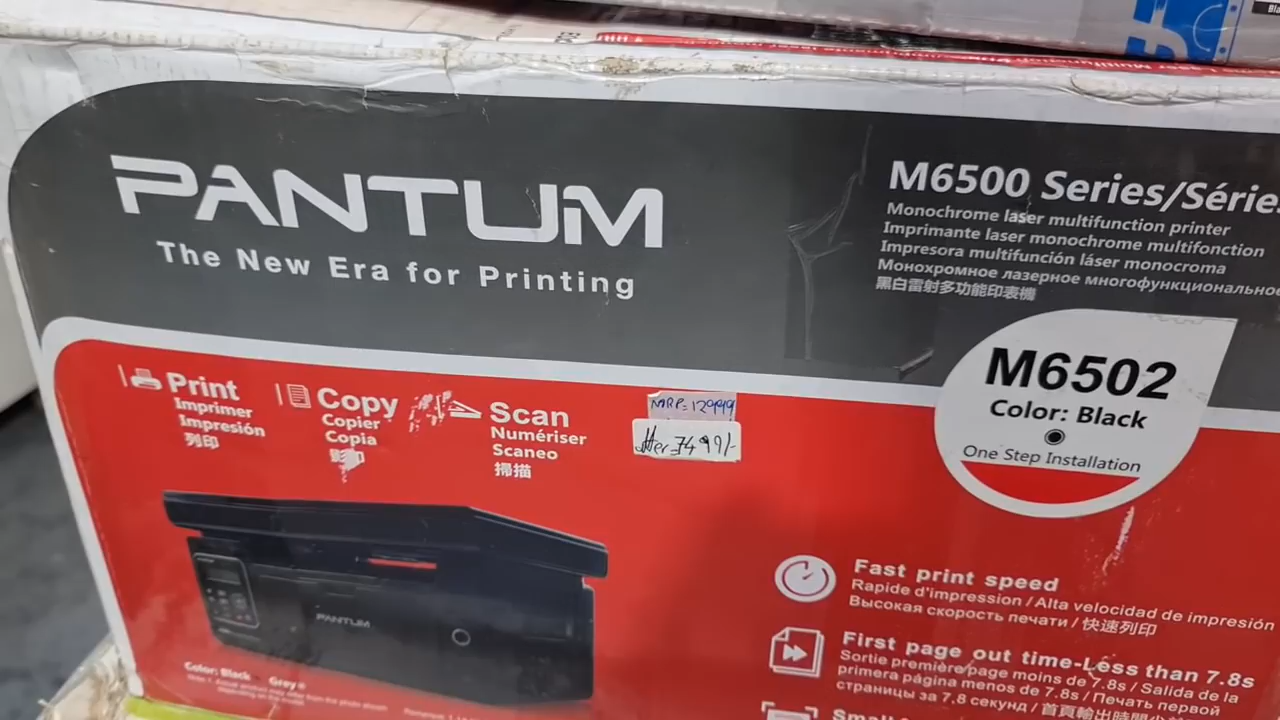 PANTUM
The New Era for Printing
M6500 Series/Série
Monochrome laser multifunction printer
Imprimante laser monochrome multifonction
Impresora multifunción láser monocroma
Монохромное лазерное многофункциональное
黑白雷射多功能印表機
M6502
Color: Black
One Step Installation
Print
Imprimer
Impresión
列印
Copy
Copier
Copia
影印
Scan
Numériser
Scaneo
掃描
MRP=12999
offer=7499/-
PANTUM
Color: Black Grey
Fast print speed
Rapide d'impression / Alta velocidad de impresión
Высокая скорость печати / 快速列印
First page out time-Less than 7.8s
Sortie première page moins de 7.8s / Salida de la
primera página menos de 7.8s / Печать первой
страницы за 7,8 секунд / 首頁輸出時間
Small